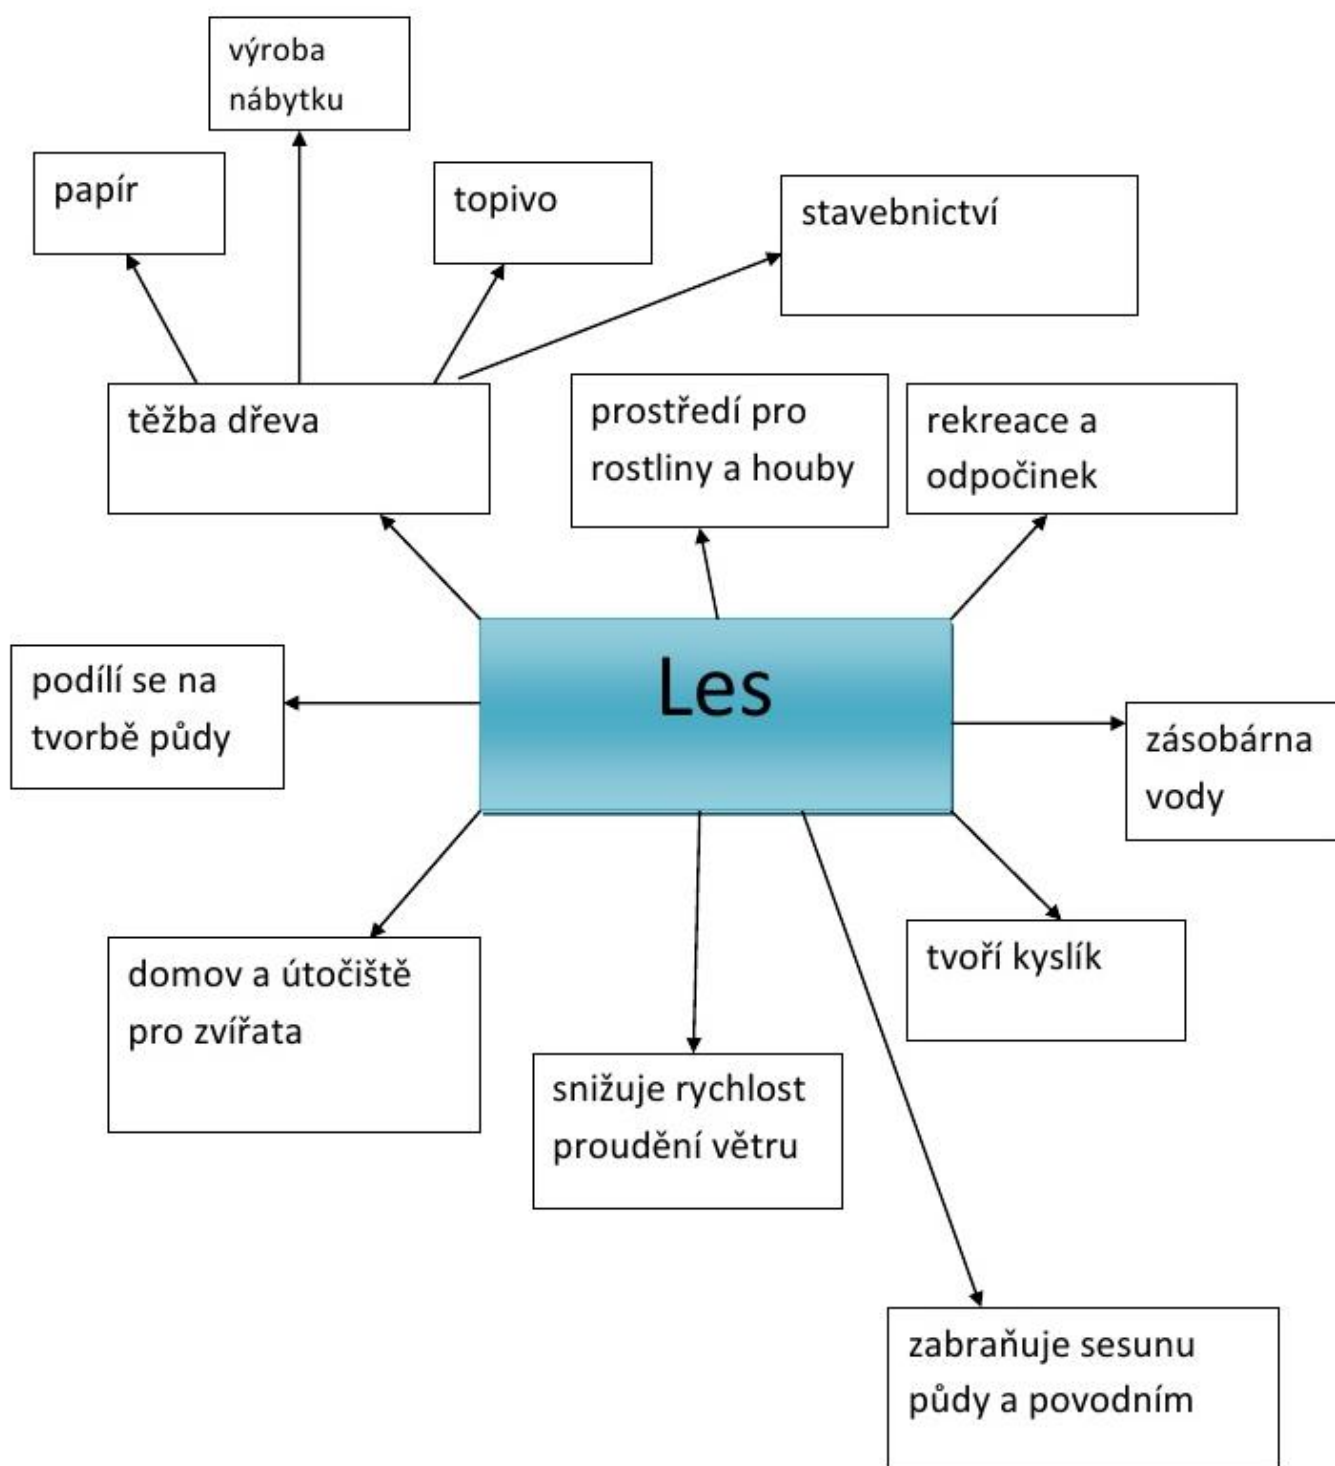 výroba
nábytku
papír
topivo
stavebnictví
těžba dřeva
prostředí pro
rostliny a houby
rekreace a
odpočinek
Les
podílí se na
tvorbě půdy
zásobárna
vody
domov a útočiště
pro zvířata
tvoří kyslík
snižuje rychlost
proudění větru
zabraňuje sesunu
půdy a povodním